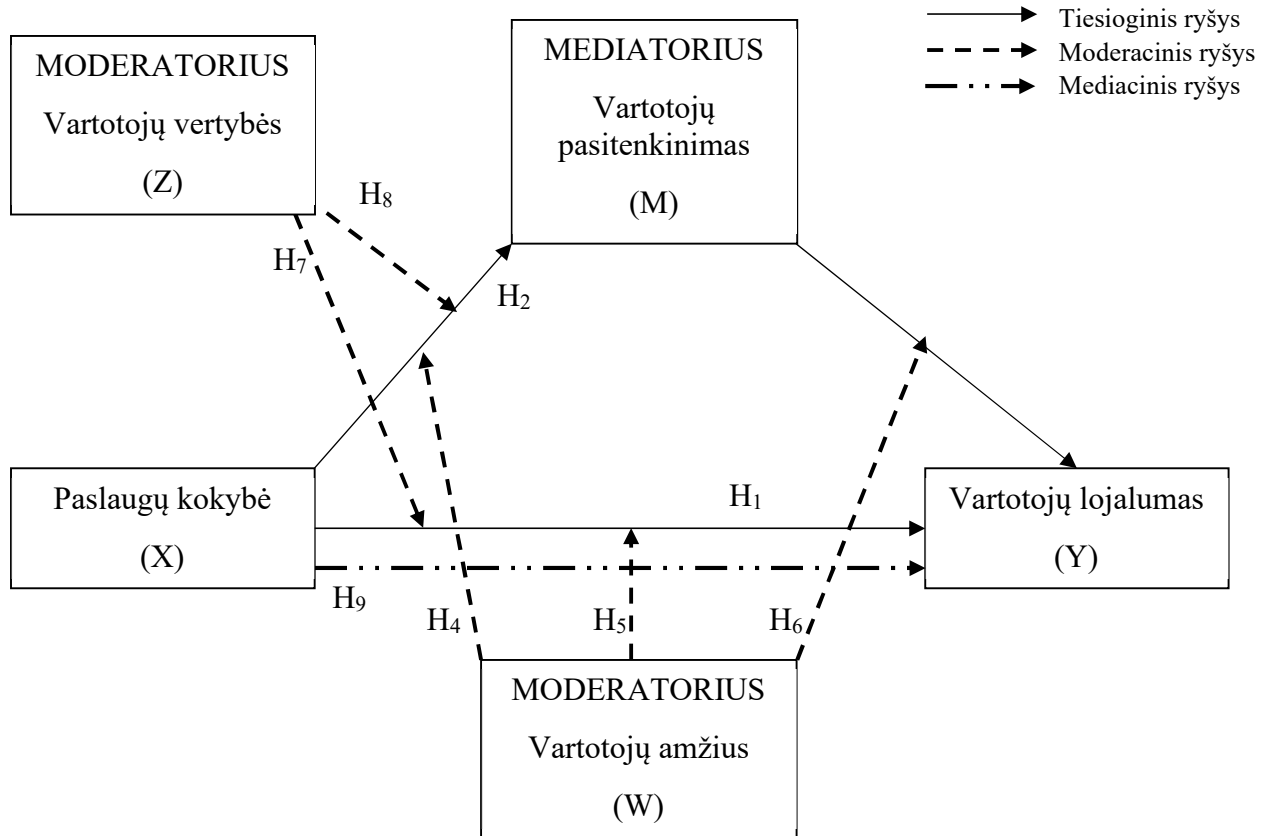 Tiesioginis ryšys
Moderacinis ryšys
Mediacinis ryšys
MODERATORIUS
Vartotojų vertybės
(Z)
MEDIATORIUS
Vartotojų
pasitenkinimas
(M)
H8
H7
H2
Paslaugų kokybė
(X)
H1
Vartotojų lojalumas
(Y)
H9
H4
H5
H6
MODERATORIUS
Vartotojų amžius
(W)